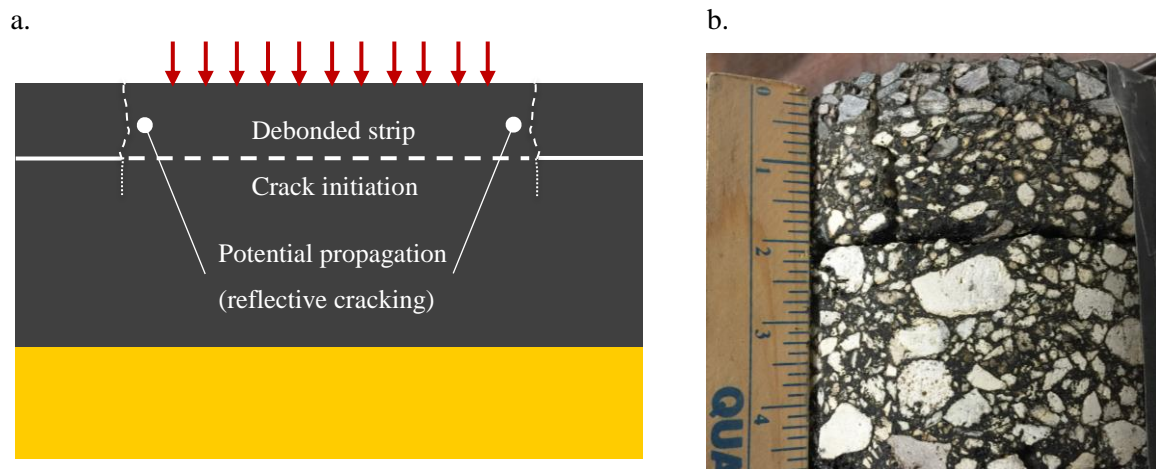 a.
b.
Debonded strip
Crack initiation
Potential propagation
(reflective cracking)
0
1
2
3
4
QUA